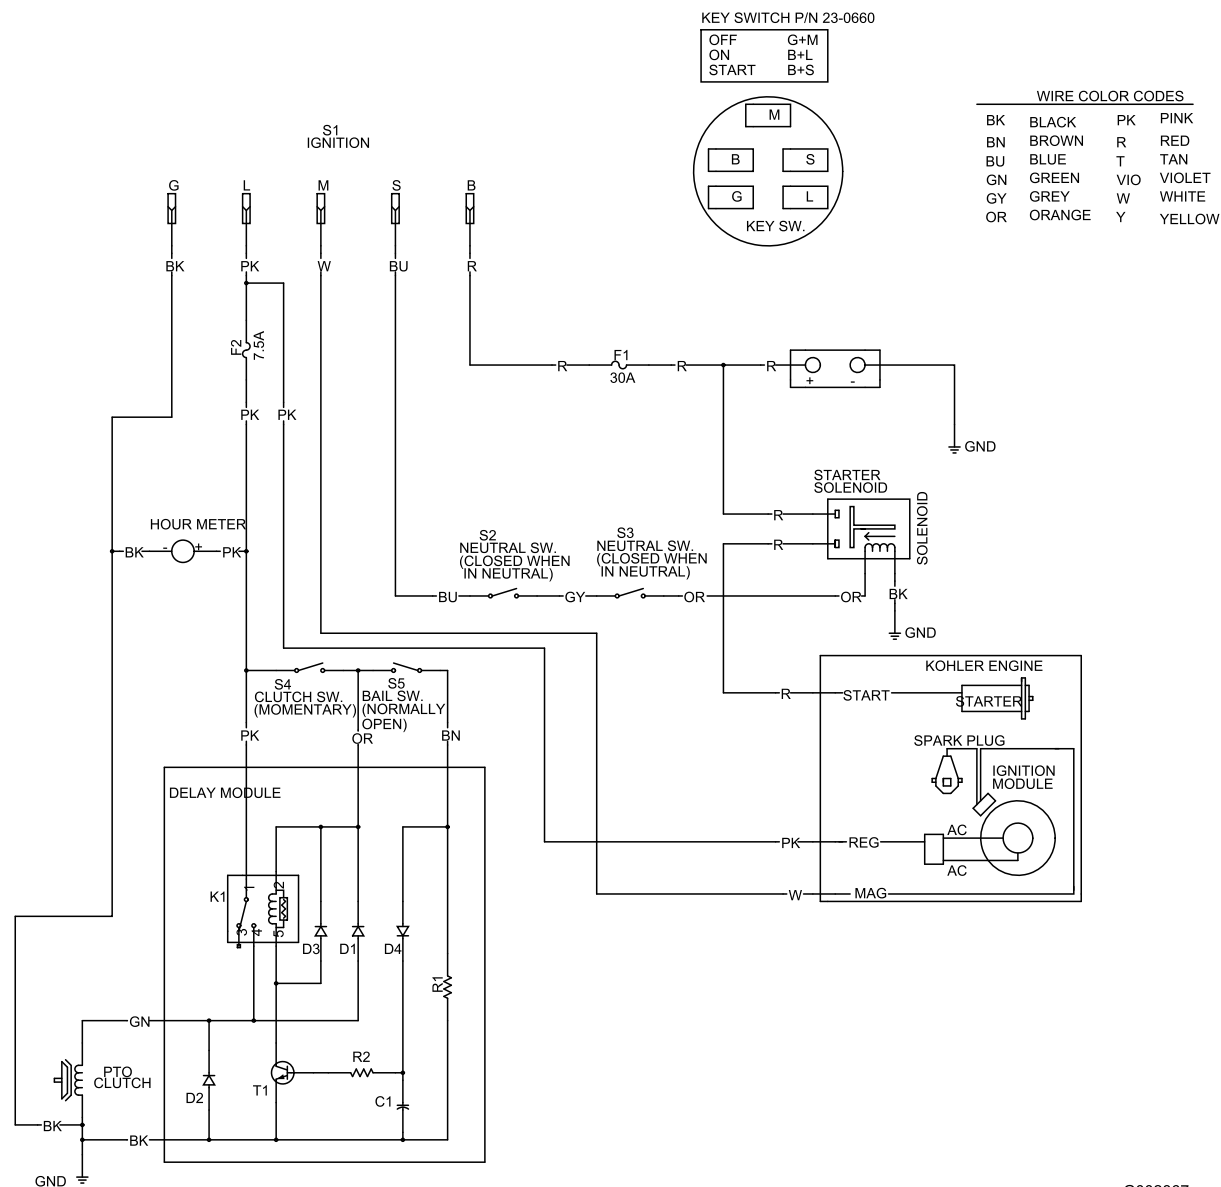 KEY SWITCH P/N 23-0660
OFF G+M
ON B+L
START B+S
M
B S
G L
KEY SW.
WIRE COLOR CODES
BK BLACK PK PINK
BN BROWN R RED
BU BLUE T TAN
GN GREEN VIO VIOLET
GY GREY W WHITE
OR ORANGE Y YELLOW
S1
IGNITION
G L M S B
BK PK W BU R
F2
7.5A
R F1 R R
30A
+ -
GND
PK PK
STARTER
SOLENOID
SOLENOID
R
R
HOUR METER
BK - + PK
S2
NEUTRAL SW.
(CLOSED WHEN
IN NEUTRAL)
S3
NEUTRAL SW.
(CLOSED WHEN
IN NEUTRAL)
BU GY OR OR BK
GND
S4
CLUTCH SW.
(MOMENTARY)
S5
BAIL SW.
(NORMALLY
OPEN)
PK OR BN
KOHLER ENGINE
R START STARTER
SPARK PLUG
IGNITION
MODULE
AC
PK REG
AC
W MAG
DELAY MODULE
K1 1 2
3 4 5
D3 D1 D4
R1
GN
PTO
CLUTCH
R2
T1
D2 C1
BK
BK
GND